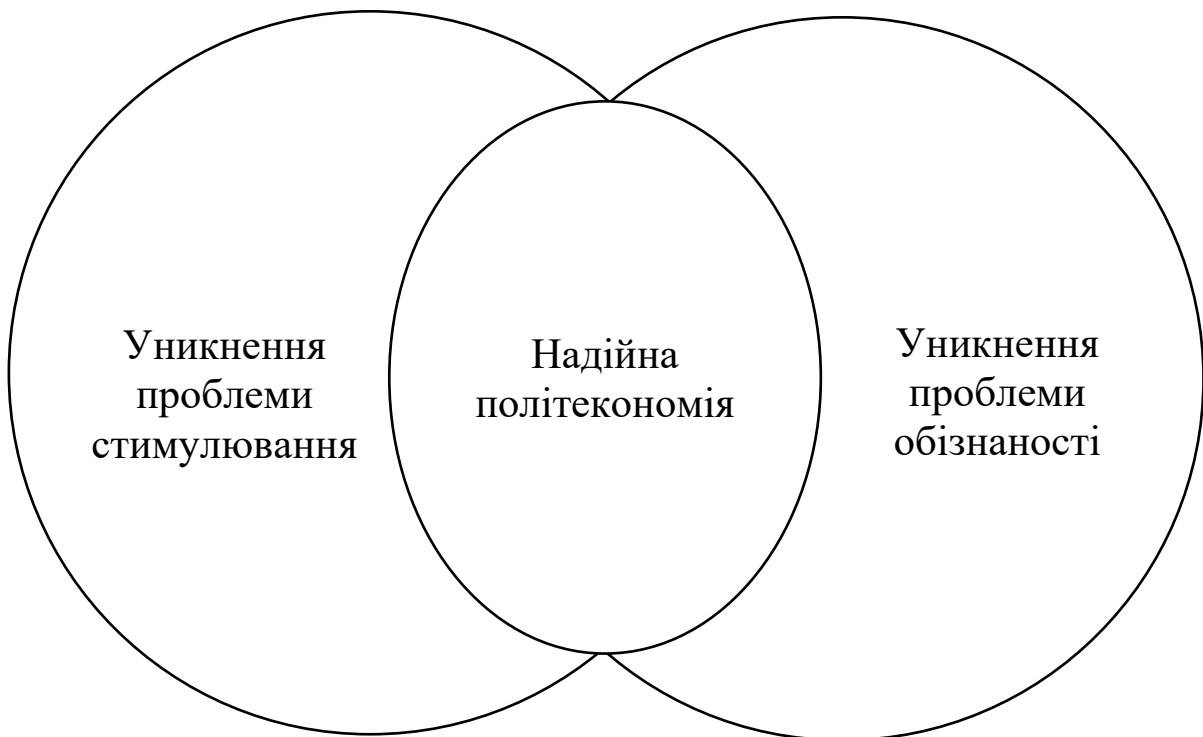 Уникнення
проблеми
стимулювання
Надійна
політекономія
Уникнення
проблеми
обізнаності